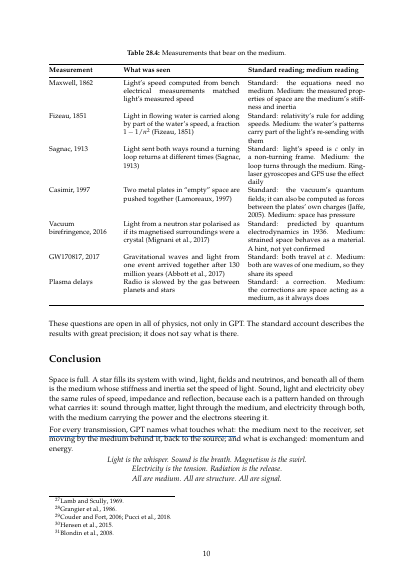 Table 28.4: Measurements that bear on the medium.
Measurement What was seen Standard reading; medium reading
Maxwell, 1862 Light's speed computed from bench electrical measurements matched light's measured speed Standard: the equations need no medium. Medium: the measured properties of space are the medium's stiffness and inertia
Fizeau, 1851 Light in flowing water is carried along by part of the water's speed, a fraction 1 − 1/n² (Fizeau, 1851) Standard: relativity's rule for adding speeds. Medium: the water's patterns carry part of the light's re-sending with them
Sagnac, 1913 Light sent both ways round a turning loop returns at different times (Sagnac, 1913) Standard: light's speed is c only in a non-turning frame. Medium: the loop turns through the medium. Ring-laser gyroscopes and GPS use the effect daily
Casimir, 1997 Two metal plates in "empty" space are pushed together (Lamoreaux, 1997) Standard: the vacuum's quantum fields; it can also be computed as forces between the plates' own charges (Jaffe, 2005). Medium: space has pressure
Vacuum birefringence, 2016 Light from a neutron star polarised as if its magnetised surroundings were a crystal (Mignani et al., 2017) Standard: predicted by quantum electrodynamics in 1936. Medium: strained space behaves as a material. A hint, not yet confirmed
GW170817, 2017 Gravitational waves and light from one event arrived together after 130 million years (Abbott et al., 2017) Standard: both travel at c. Medium: both are waves of one medium, so they share its speed
Plasma delays Radio is slowed by the gas between planets and stars Standard: a correction. Medium: the corrections are space acting as a medium, as it always does
These questions are open in all of physics, not only in GPT. The standard account describes the
results with great precision; it does not say what is there.
Conclusion
Space is full. A star fills its system with wind, light, fields and neutrinos, and beneath all of them
is the medium whose stiffness and inertia set the speed of light. Sound, light and electricity obey
the same rules of speed, impedance and reflection, because each is a pattern handed on through
what carries it: sound through matter, light through the medium, and electricity through both,
with the medium carrying the power and the electrons steering it.
For every transmission, GPT names what touches what: the medium next to the receiver, set
moving by the medium behind it, back to the source; and what is exchanged: momentum and
energy.
Light is the whisper. Sound is the breath. Magnetism is the swirl.
Electricity is the tension. Radiation is the release.
All are medium. All are structure. All are signal.
27Lamb and Scully, 1969.
28Grangier et al., 1986.
29Couder and Fort, 2006; Pucci et al., 2018.
30Hensen et al., 2015.
31Blondin et al., 2008.
10